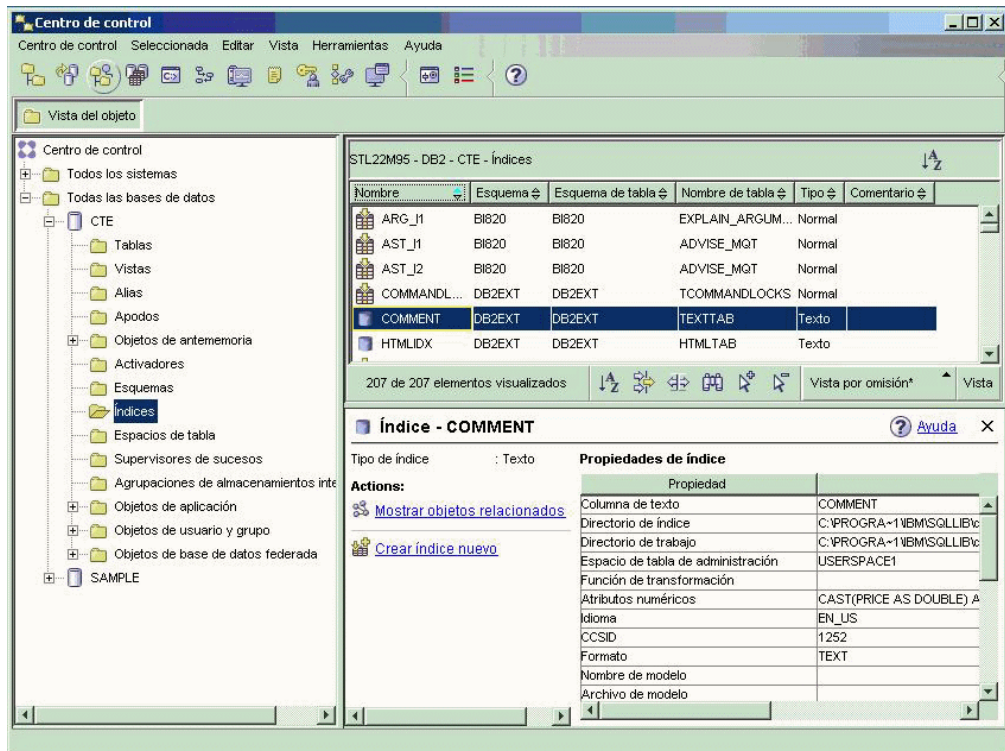 Centro de control
Centro de control Seleccionada Editar Vista Herramientas Ayuda
Vista del objeto
Centro de control
Todos los sistemas
Todas las bases de datos
CTE
Tablas
Vistas
Alias
Apodos
Objetos de antememoria
Activadores
Esquemas
Índices
Espacios de tabla
Supervisores de sucesos
Agrupaciones de almacenamientos inte
Objetos de aplicación
Objetos de usuario y grupo
Objetos de base de datos federada
SAMPLE
STL22M95 - DB2 - CTE - Índices
Nombre Esquema Esquema de tabla Nombre de tabla Tipo Comentario
ARG_I1 BI820 BI820 EXPLAIN_ARGUM... Normal
AST_I1 BI820 BI820 ADVISE_MQT Normal
AST_I2 BI820 BI820 ADVISE_MQT Normal
COMMANDL... DB2EXT DB2EXT TCOMMANDLOCKS Normal
COMMENT DB2EXT DB2EXT TEXTTAB Texto
HTMLIDX DB2EXT DB2EXT HTMLTAB Texto
207 de 207 elementos visualizados Vista por omisión* Vista
Índice - COMMENT Ayuda
Tipo de índice : Texto
Actions:
Mostrar objetos relacionados
Crear índice nuevo
Propiedades de índice
Propiedad
Columna de texto COMMENT
Directorio de índice C:\PROGRA~1\IBM\SQLLIB\c
Directorio de trabajo C:\PROGRA~1\IBM\SQLLIB\c
Espacio de tabla de administración USERSPACE1
Función de transformación
Atributos numéricos CAST(PRICE AS DOUBLE) A
Idioma EN_US
CCSID 1252
Formato TEXT
Nombre de modelo
Archivo de modelo